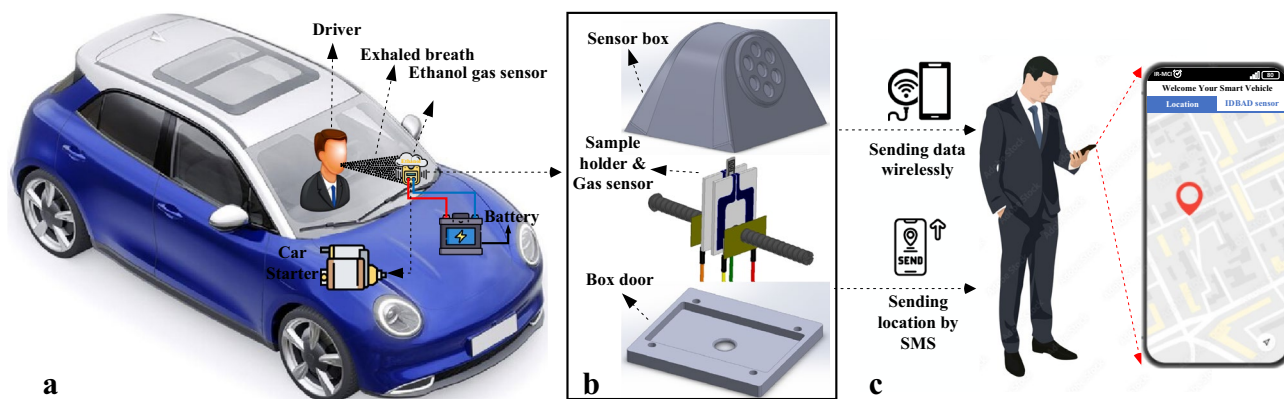 Driver
Exhaled breath
Ethanol gas sensor
Battery
Car
Starter
a
Sensor box
Sample
holder &
Gas sensor
Box door
b
Sending data
wirelessly
SEND
Sending
location by
SMS
c
IR-MCI
80
Welcome Your Smart Vehicle
Location
IDBAD sensor